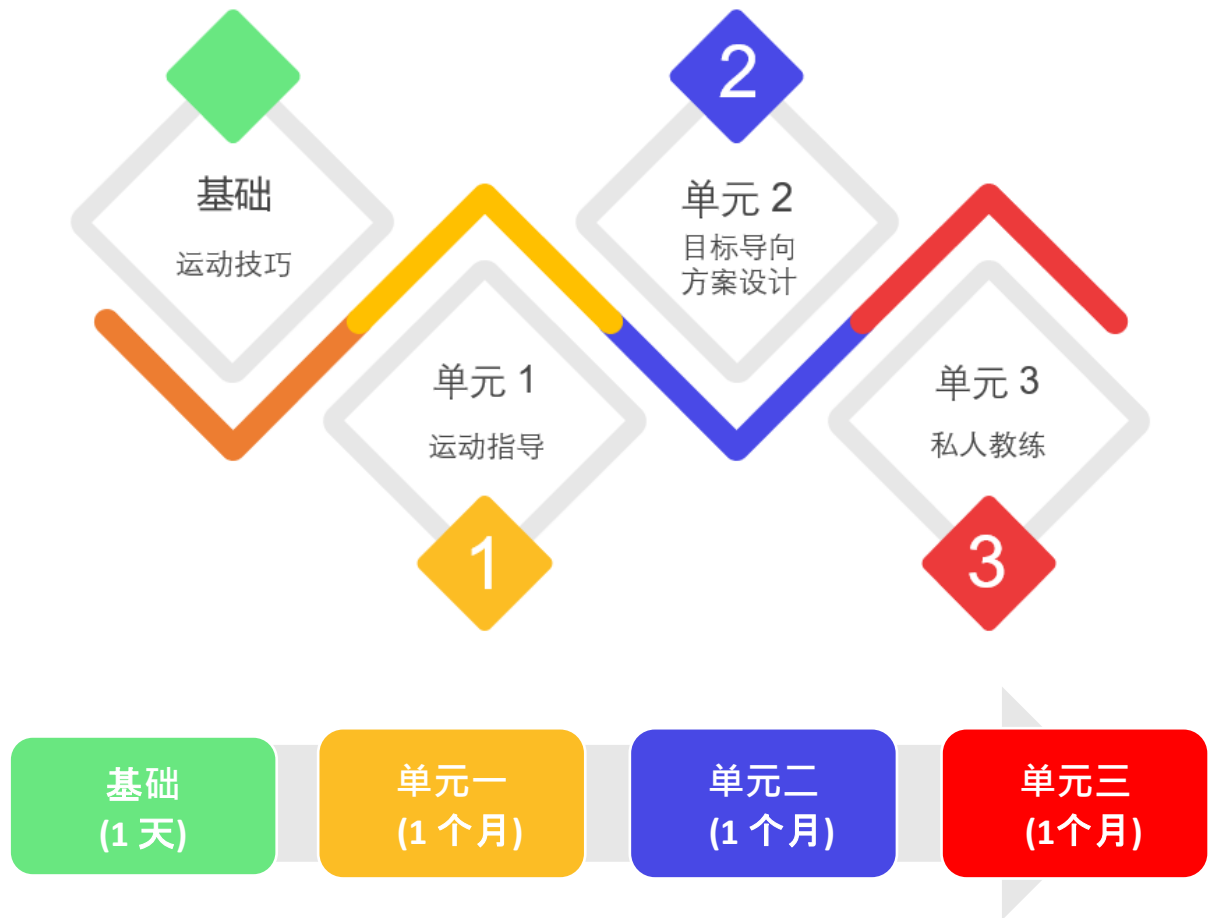 2
基础
运动技巧
单元 2
目标导向
方案设计
单元 1
运动指导
单元 3
私人教练
1
3
基础
(1 天)
单元一
(1 个月)
单元二
(1 个月)
单元三
(1个月)